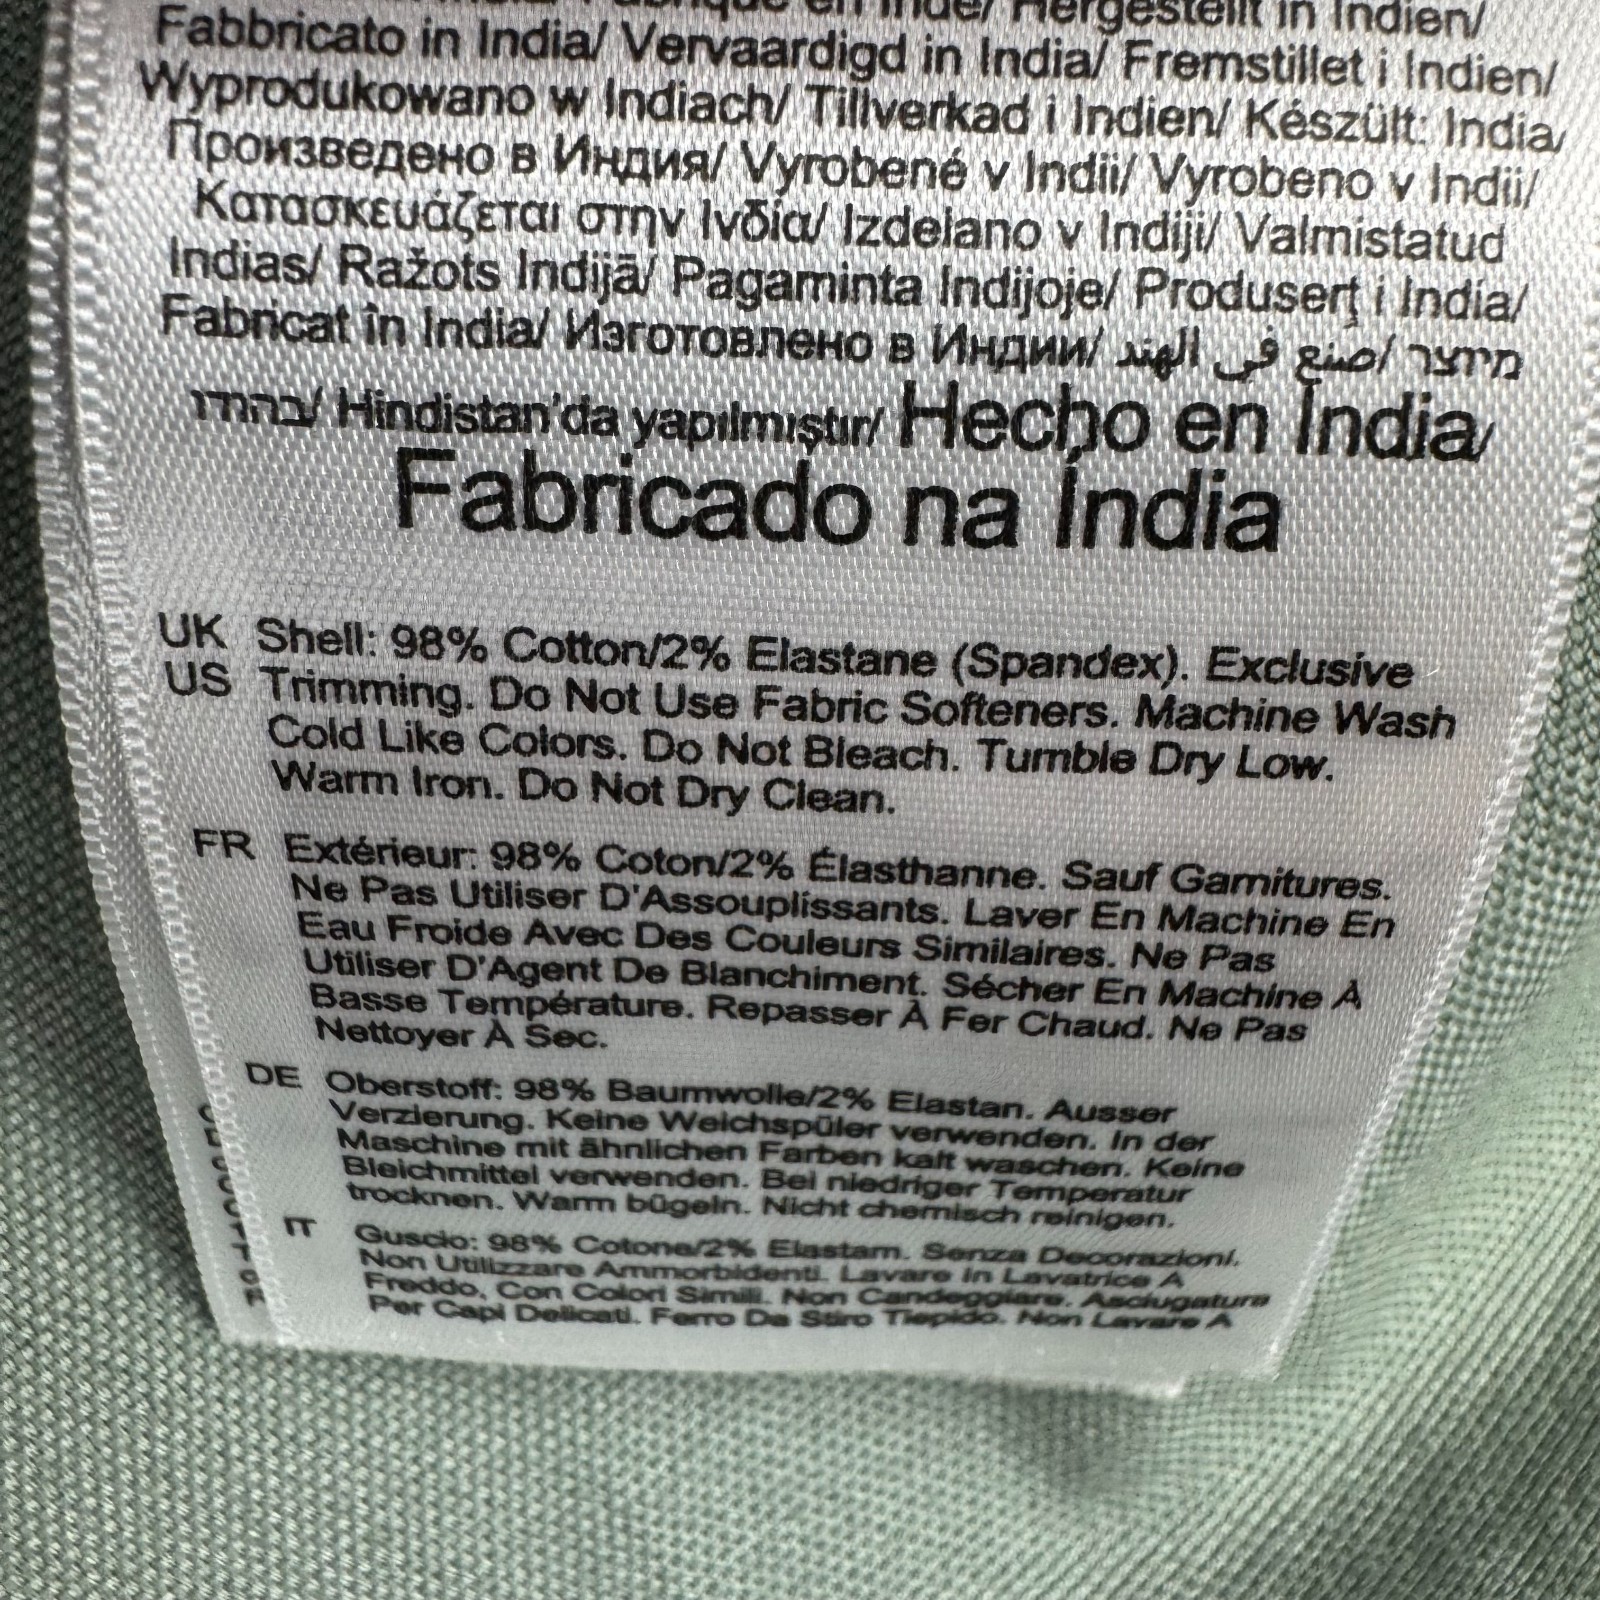 Fabriqué en Inde/ Hergestellt in Indien/
Fabbricato in India/ Vervaardigd in India/ Fremstillet i Indien/
Wyprodukowano w Indiach/ Tillverkad i Indien/ Készült: India/
Произведено в Индия/ Vyrobené v Indii/ Vyrobeno v Indii/
Κατασκευάζεται στην Ινδία/ Izdelano v Indiji/ Valmistatud
Indias/ Ražots Indijā/ Pagaminta Indijoje/ Produserţ i India/
Fabricat în India/ Изготовлено в Индии/ صنع في الهند/ מיוצר
בהודו/ Hindistan'da yapılmıştır/ Hecho en India/
Fabricado na Índia
UK Shell: 98% Cotton/2% Elastane (Spandex). Exclusive
US Trimming. Do Not Use Fabric Softeners. Machine Wash
Cold Like Colors. Do Not Bleach. Tumble Dry Low.
Warm Iron. Do Not Dry Clean.
FR Extérieur: 98% Coton/2% Élasthanne. Sauf Garnitures.
Ne Pas Utiliser D'Assouplissants. Laver En Machine En
Eau Froide Avec Des Couleurs Similaires. Ne Pas
Utiliser D'Agent De Blanchiment. Sécher En Machine À
Basse Température. Repasser À Fer Chaud. Ne Pas
Nettoyer À Sec.
DE Oberstoff: 98% Baumwolle/2% Elastan. Ausser
Verzierung. Keine Weichspüler verwenden. In der
Maschine mit ähnlichen Farben kalt waschen. Keine
Bleichmittel verwenden. Bei niedriger Temperatur
trocknen. Warm bügeln. Nicht chemisch reinigen.
IT Guscio: 98% Cotone/2% Elastam. Senza Decorazioni.
Non Utilizzare Ammorbidenti. Lavare In Lavatrice A
Freddo, Con Colori Simili. Non Candeggiare. Asciugatura
Per Capi Delicati. Ferro Da Stiro Tiepido. Non Lavare A